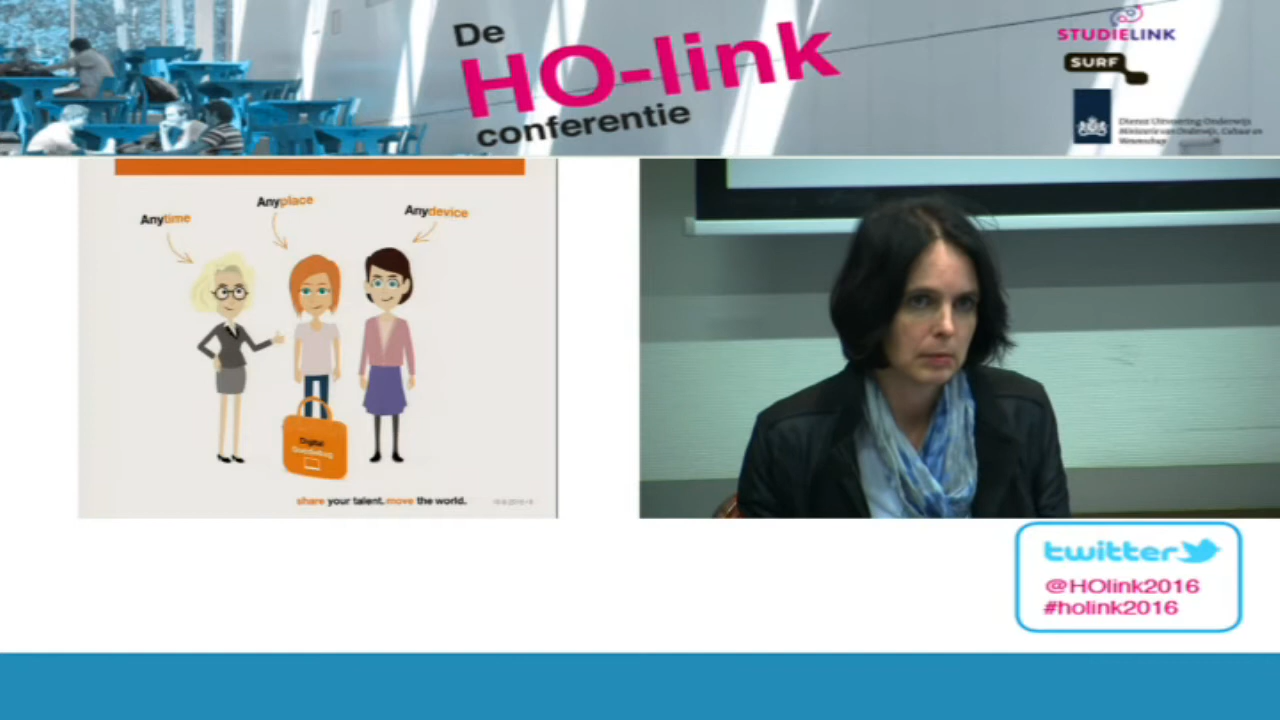 De
HO-link
conferentie
STUDIELINK
SURF
Dienst Uitvoering Onderwijs
Ministerie van Onderwijs, Cultuur en
Wetenschap
Anytime
Anyplace
Anydevice
Digital
share your talent. move the world.
twitter
@HOlink2016
#holink2016